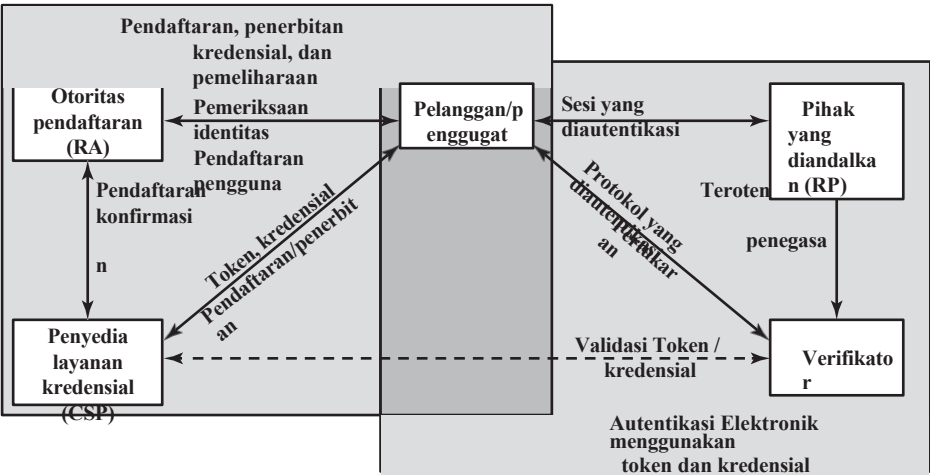 Pendaftaran, penerbitan
kredensial, dan
pemeliharaan
Otoritas
pendaftaran
(RA)
Pemeriksaan
identitas
Pendaftaran
pengguna
Pelanggan/p
enggugat
Sesi yang
diautentikasi
Pihak
yang
diandalka
n (RP)
Pendaftaran
konfirmasi
n
Token, kredensial
Pendaftaran/penerbit
an
Protokol yang
diautentikasi
pertukar
an
Teroten
penegasa
Penyedia
layanan
kredensial
(CSP)
Validasi Token /
kredensial
Verifikato
r
Autentikasi Elektronik
menggunakan
token dan kredensial